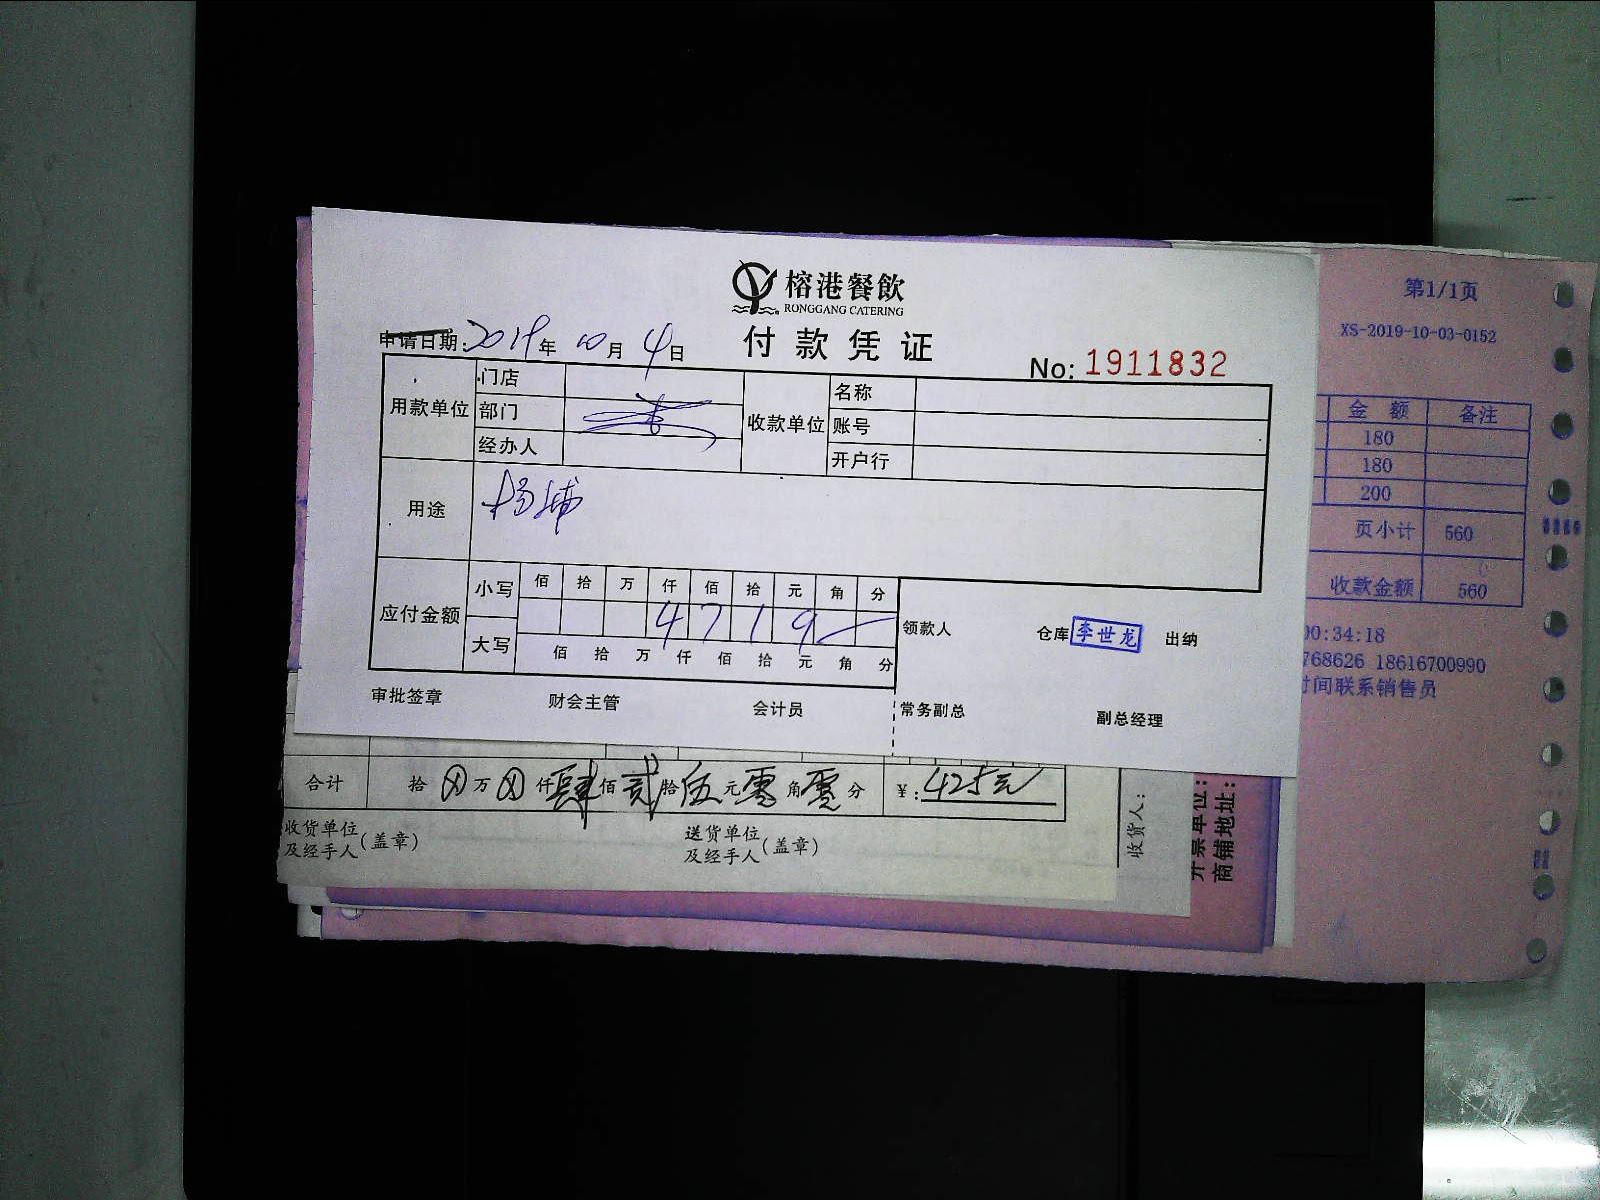 榕港餐飲
RONGGANG CATERING
付款凭证
申请日期: 2019年 10月 4日
No: 1911832
用款单位 门店 收款单位 名称
部门 账号
经办人 开户行
用途 杨浦
应付金额 小写 佰 拾 万 仟 佰 拾 元 角 分
4 7 1 9 —
大写 佰 拾 万 仟 佰 拾 元 角 分
领款人 仓库 李世龙 出纳
审批签章 财会主管 会计员 常务副总 副总经理
合计 拾 万 仟 肆 佰 贰 拾 伍 元 零 角 零 分 ¥: 425元
收货单位及经手人(盖章) 送货单位及经手人(盖章)
收货人:
开票单位:
商铺地址:
第1/1页
XS-2019-10-03-0152
金 额 备注
180
180
200
页小计 560
收款金额 560
00:34:18
768626 18616700990
时间联系销售员